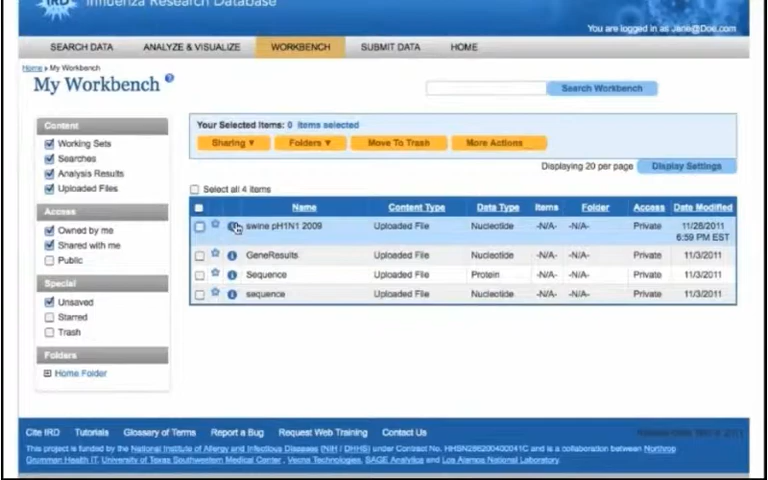 IRD Influenza Research Database
You are logged in as Jane@Doe.com
SEARCH DATA ANALYZE & VISUALIZE WORKBENCH SUBMIT DATA HOME
Home ▸ My Workbench
My Workbench ?
Search Workbench
Content
Working Sets
Searches
Analysis Results
Uploaded Files
Access
Owned by me
Shared with me
Public
Special
Unsaved
Starred
Trash
Folders
Home Folder
Your Selected Items: 0 items selected
Sharing ▼ Folders ▼ Move To Trash More Actions
Displaying 20 per page Display Settings
Select all 4 items
Name Content Type Data Type Items Folder Access Date Modified
swine pH1N1 2009 Uploaded File Nucleotide -N/A- -N/A- Private 11/28/2011
6:59 PM EST
GeneResults Uploaded File Nucleotide -N/A- -N/A- Private 11/3/2011
Sequence Uploaded File Protein -N/A- -N/A- Private 11/3/2011
sequence Uploaded File Nucleotide -N/A- -N/A- Private 11/3/2011
Cite IRD Tutorials Glossary of Terms Report a Bug Request Web Training Contact Us
This project is funded by the National Institute of Allergy and Infectious Diseases (NIH / DHHS) under Contract No. HHSN266200400041C and is a collaboration between Northrop
Grumman Health IT, University of Texas Southwestern Medical Center, Vecna Technologies, SAGE Analytica and Los Alamos National Laboratory.